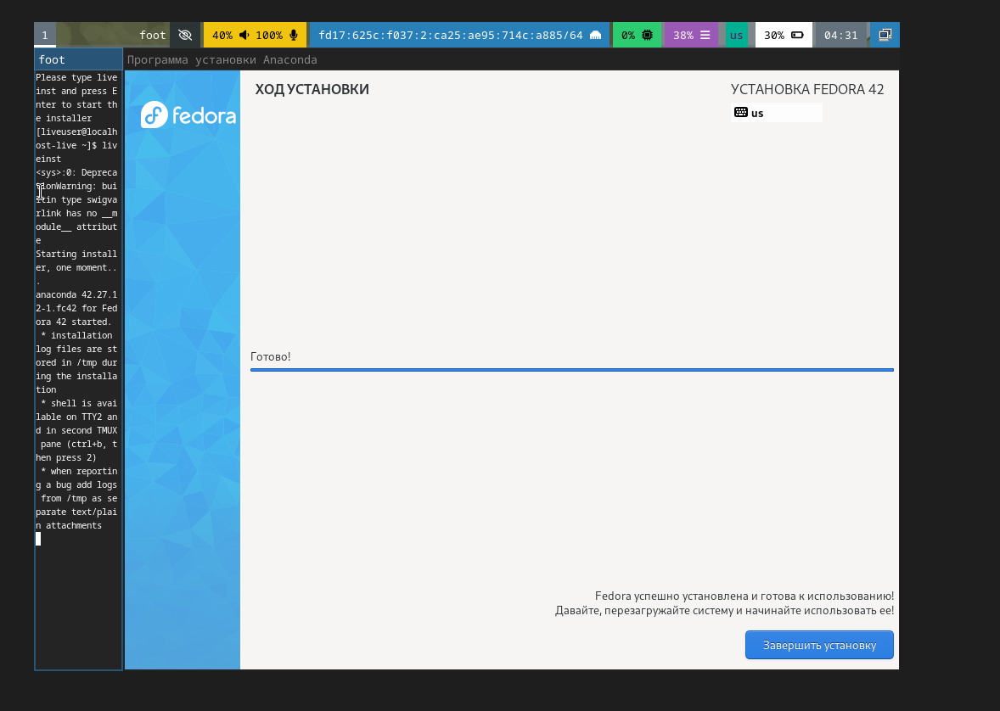 1 foot 40% 100% fd17:625c:f037:2:ca25:ae95:714c:a885/64 0% 38% us 30% 04:31
foot
Программа установки Anaconda
Please type live
inst and press E
nter to start th
e installer
[liveuser@localh
ost-live ~]$ liv
einst
<sys>:0: Depreca
tionWarning: bui
ltin type swigva
rlink has no __m
odule__ attribut
e
Starting install
er, one moment..
.
anaconda 42.27.1
2-1.fc42 for Fed
ora 42 started.
 * installation
log files are st
ored in /tmp dur
ing the installa
tion
 * shell is avai
lable on TTY2 an
d in second TMUX
 pane (ctrl+b, t
hen press 2)
 * when reportin
g a bug add logs
 from /tmp as se
parate text/plai
n attachments
fedora
ХОД УСТАНОВКИ
УСТАНОВКА FEDORA 42
us
Готово!
Fedora успешно установлена и готова к использованию!
Давайте, перезагружайте систему и начинайте использовать ее!
Завершить установку